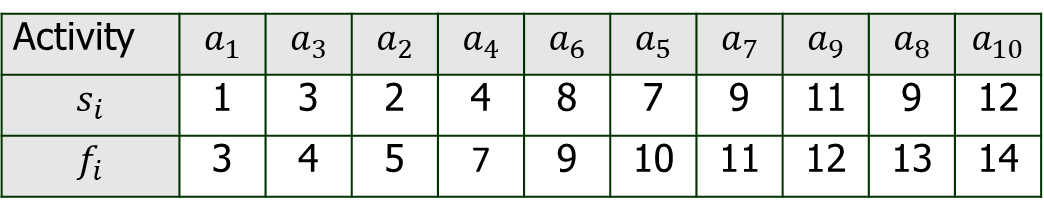 Activity a₁ a₃ a₂ a₄ a₆ a₅ a₇ a₉ a₈ a₁₀
sᵢ 1 3 2 4 8 7 9 11 9 12
fᵢ 3 4 5 7 9 10 11 12 13 14